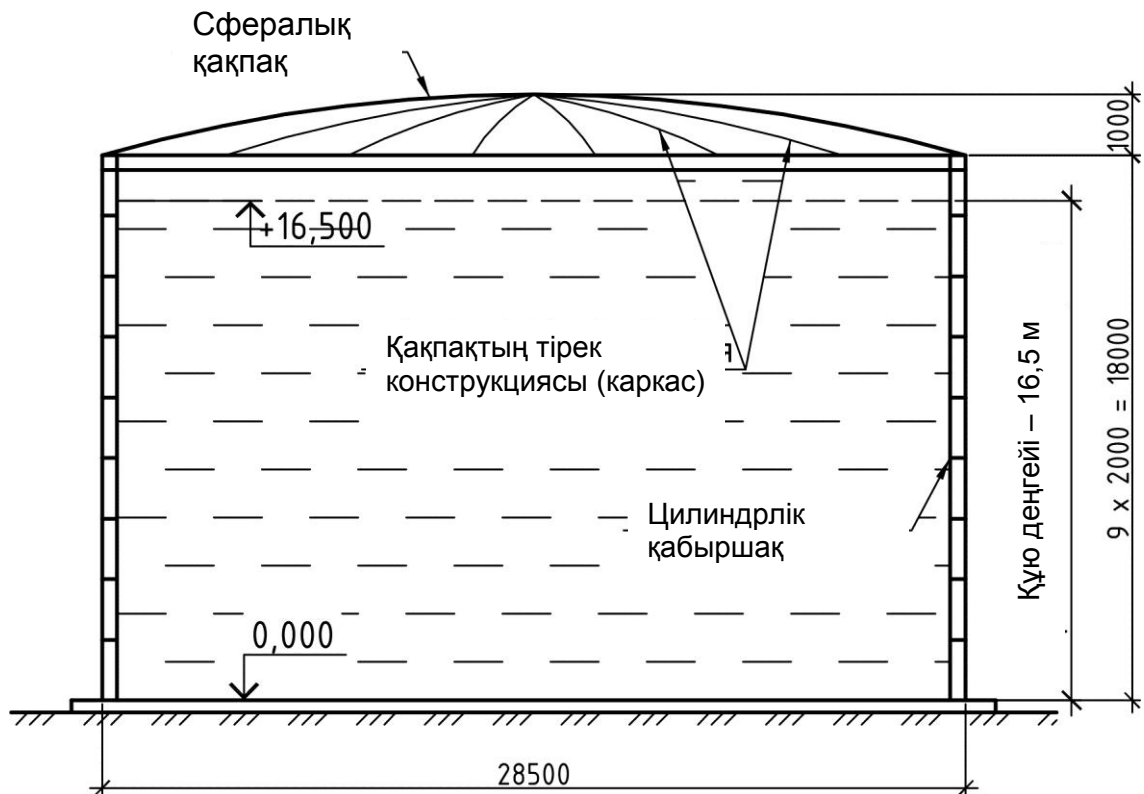 Сфералық
қақпақ
1000
+16,500
Қақпақтың тірек
конструкциясы (каркас)
я
Құю деңгейі – 16,5 м
9 x 2000 = 18000
Цилиндрлік
қабыршақ
0,000
28500